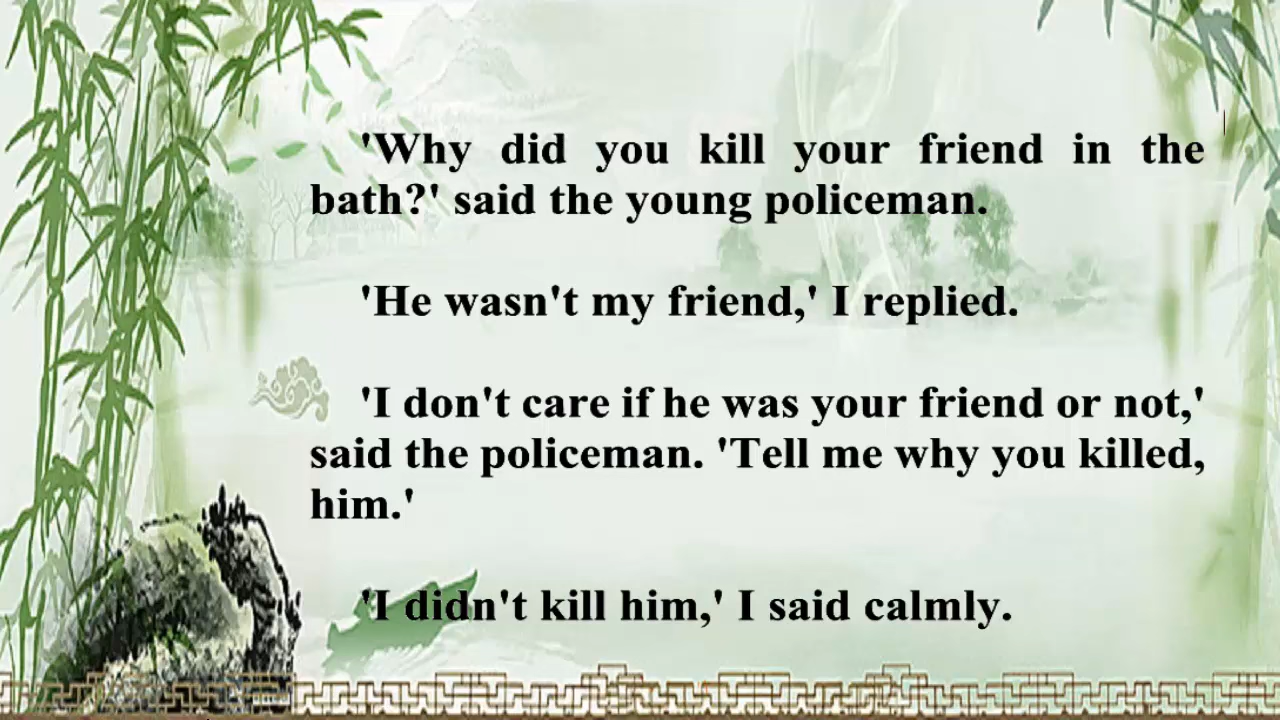 'Why did you kill your friend in the
bath?' said the young policeman.
'He wasn't my friend,' I replied.
'I don't care if he was your friend or not,'
said the policeman. 'Tell me why you killed,
him.'
'I didn't kill him,' I said calmly.